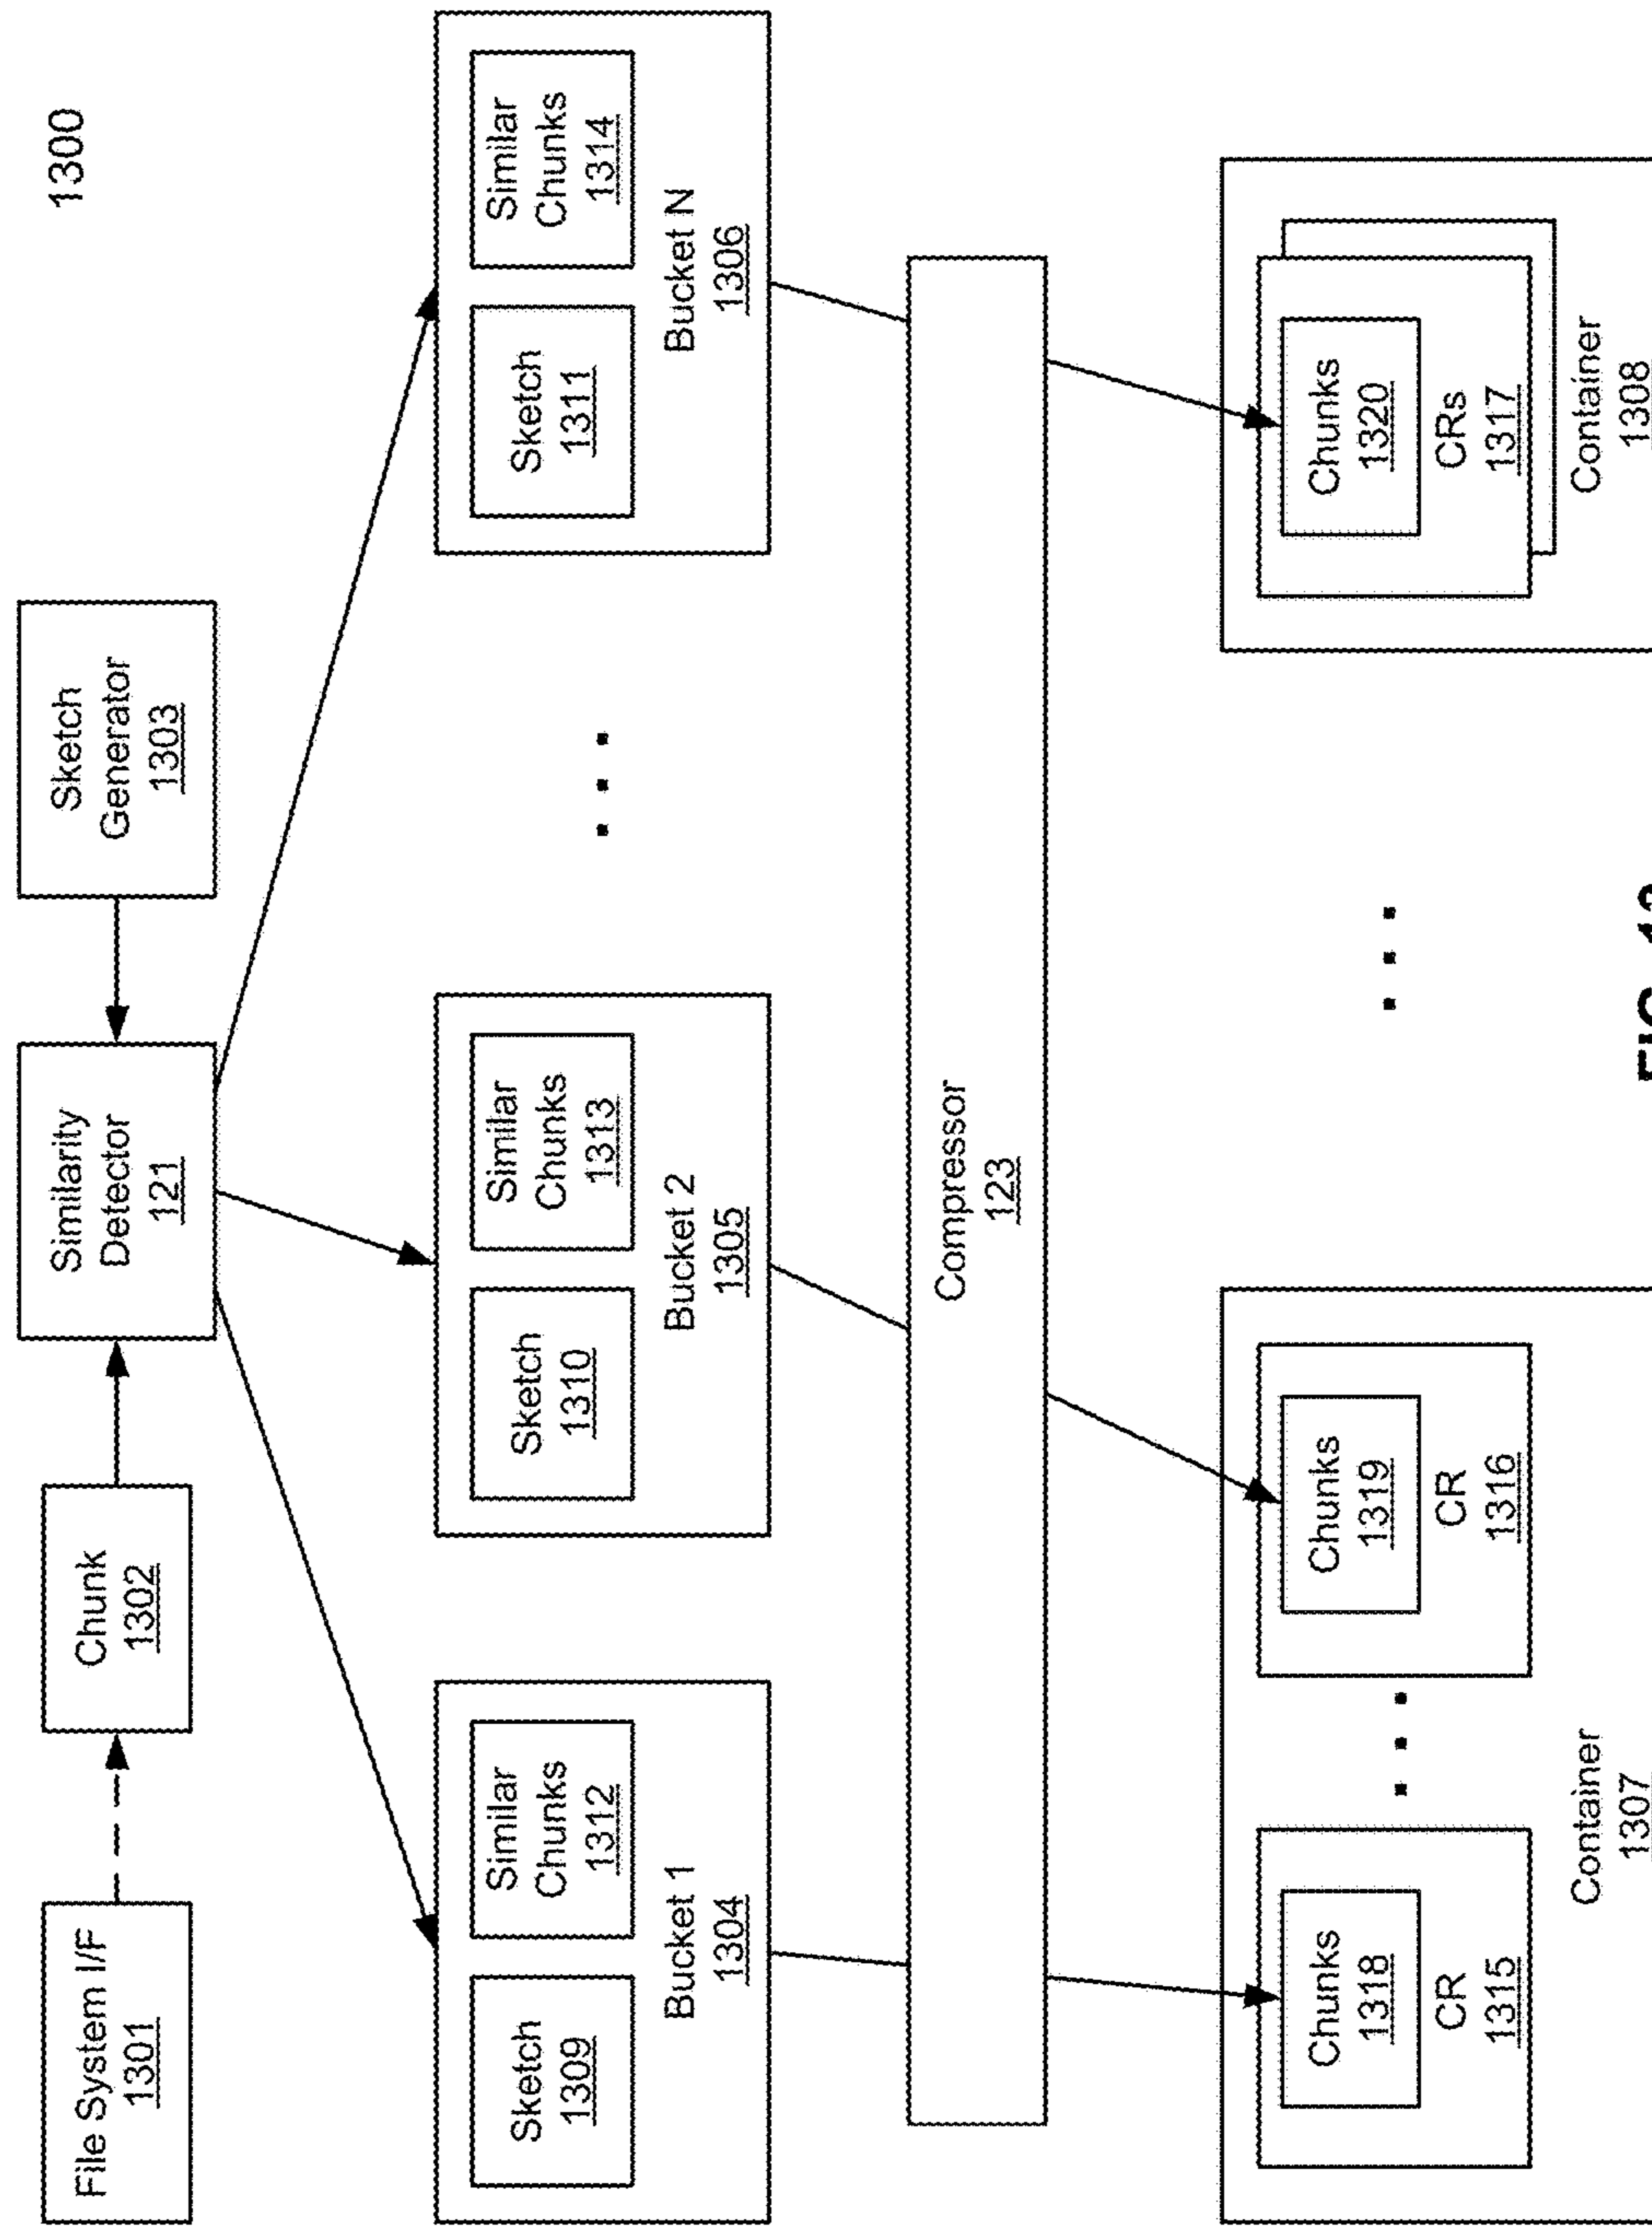 1300
File System I/F
1301
Chunk
1302
Similarity
Detector
121
Sketch
Generator
1303
Sketch
1309
Similar
Chunks
1312
Bucket 1
1304
Sketch
1310
Similar
Chunks
1313
Bucket 2
1305
Sketch
1311
Similar
Chunks
1314
Bucket N
1306
Compressor
123
Chunks
1318
CR
1315
Chunks
1319
CR
1316
Container
1307
Chunks
1320
CRs
1317
Container
1308